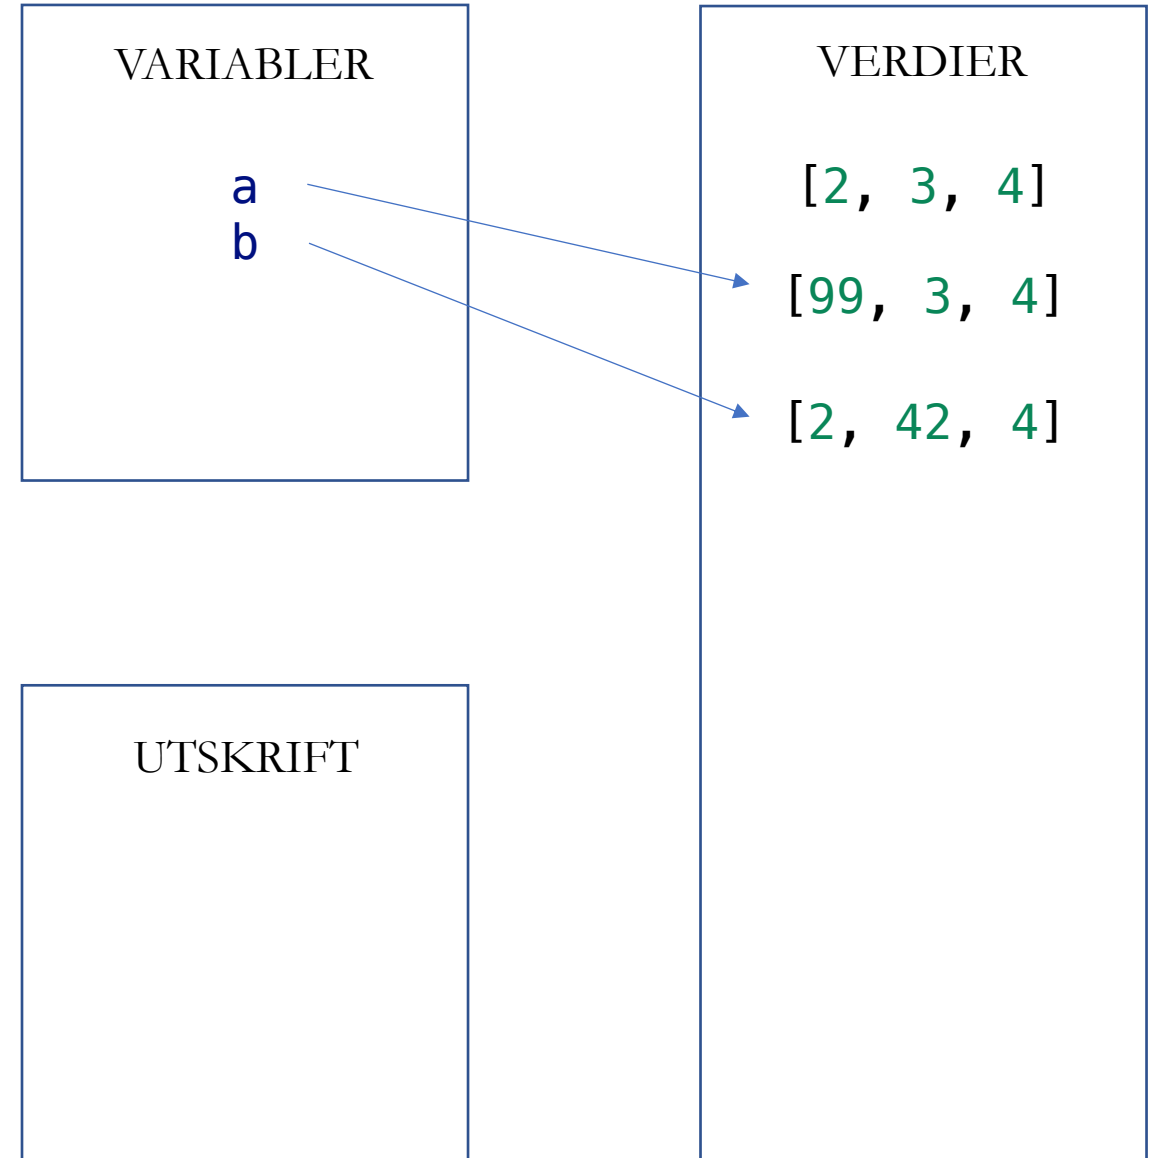 VARIABLER
a
b
VERDIER
[2, 3, 4]
[99, 3, 4]
[2, 42, 4]
UTSKRIFT